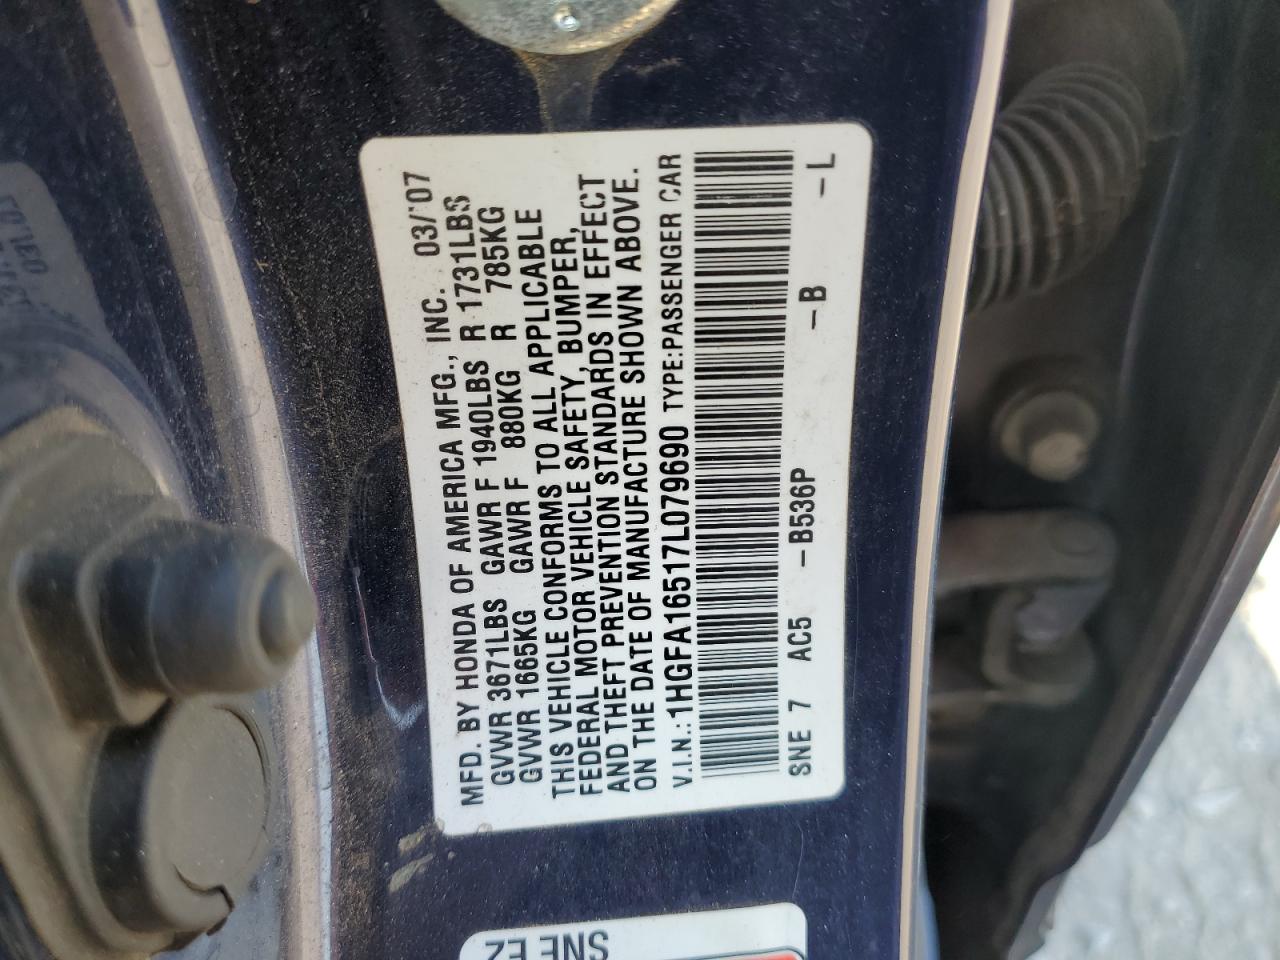 MFD. BY HONDA OF AMERICA MFG., INC. 03/07
GVWR 3671LBS GAWR F 1940LBS R 1731LBS
GVWR 1665KG GAWR F 880KG R 785KG
THIS VEHICLE CONFORMS TO ALL APPLICABLE
FEDERAL MOTOR VEHICLE SAFETY, BUMPER,
AND THEFT PREVENTION STANDARDS IN EFFECT
ON THE DATE OF MANUFACTURE SHOWN ABOVE.
V.I.N.: 1HGFA16517L079690 TYPE:PASSENGER CAR
SNE 7 AC5 -B536P -B -L
SNE EZ